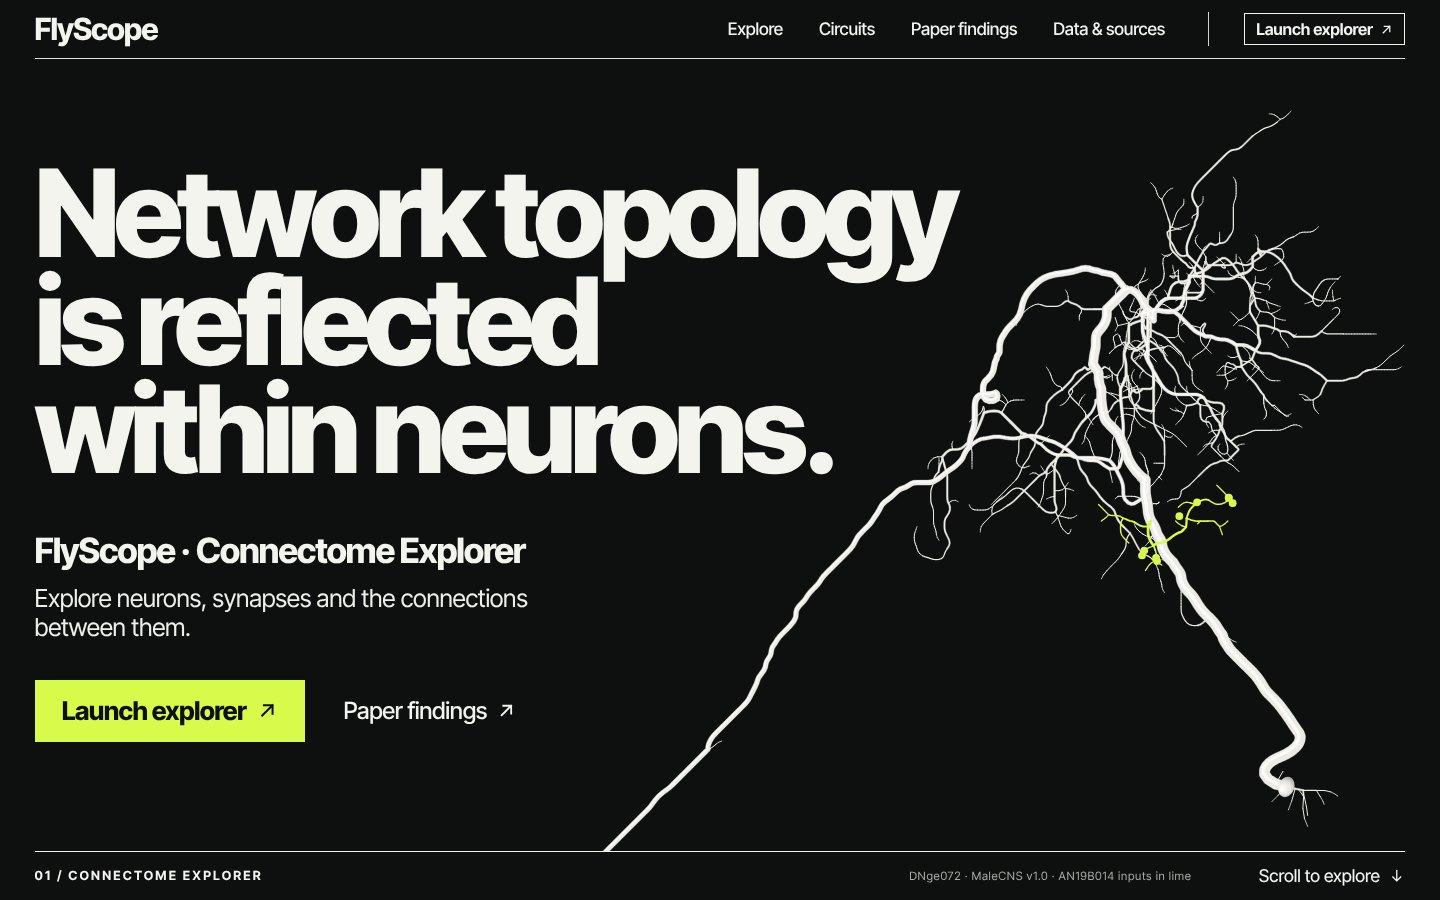 FlyScope
Explore
Circuits
Paper findings
Data & sources
Launch explorer ↗
Network topology
is reflected
within neurons.
FlyScope · Connectome Explorer
Explore neurons, synapses and the connections
between them.
Launch explorer ↗
Paper findings ↗
01 / CONNECTOME EXPLORER
DNge072 · MaleCNS v1.0 · AN19B014 inputs in lime
Scroll to explore ↓